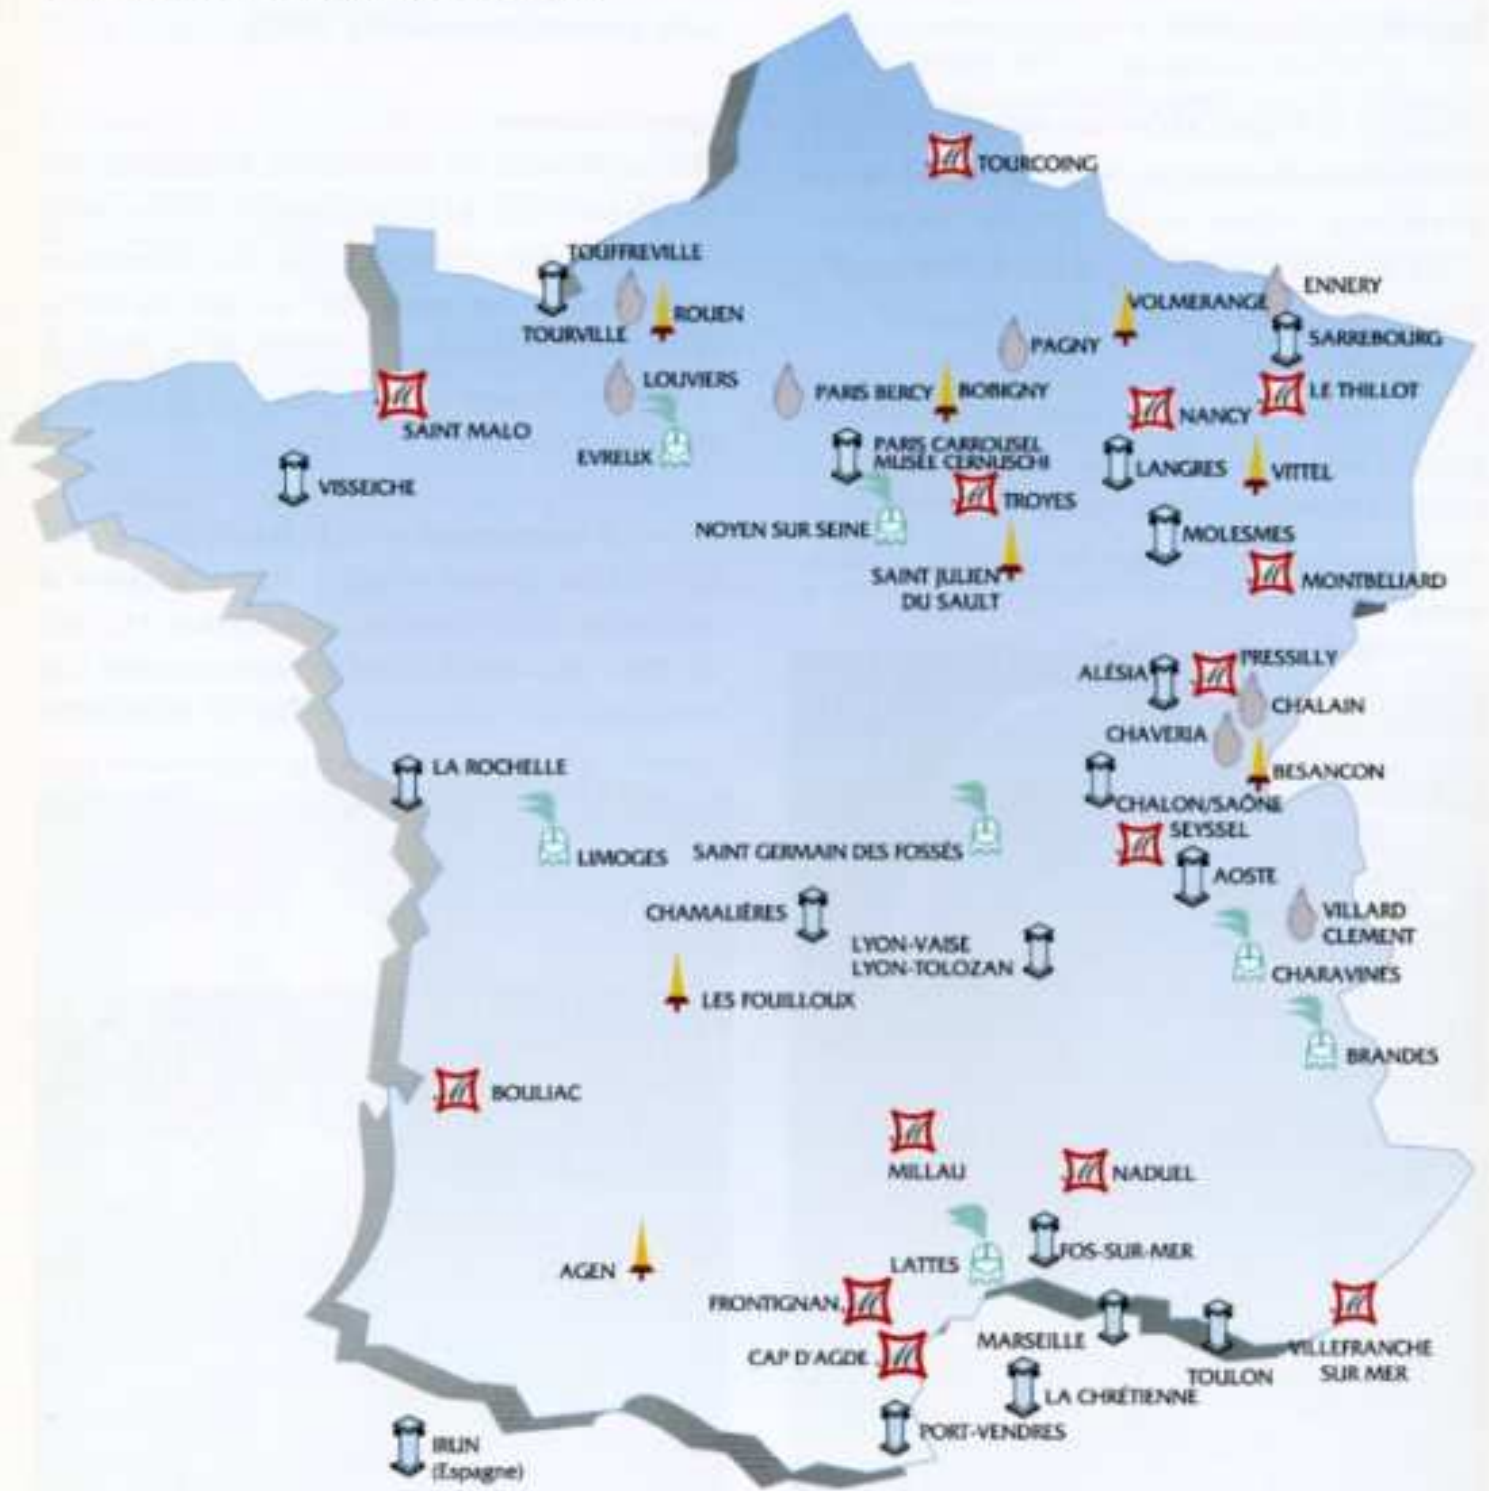 TOURCOING
TOUFFREVILLE
ENNERY
VOLMERANGE
ROUEN
TOURVILLE
PAGNY
SARREBOURG
LOUVIERS
PARIS BERCY
BOBIGNY
LE THILLOT
NANCY
SAINT MALO
EVREUX
PARIS CARROUSEL
MUSÉE CERNUSCHI
LANGRES
VITTEL
VISSEICHE
TROYES
NOYEN SUR SEINE
MOLESMES
SAINT JULIEN
DU SAULT
MONTBELIARD
PRESSILLY
ALÉSIA
CHALAIN
CHAVERIA
LA ROCHELLE
BESANCON
CHALON/SAÔNE
SEYSSEL
LIMOGES
SAINT GERMAIN DES FOSSÉS
AOSTE
CHAMALIÈRES
VILLARD
CLEMENT
LYON-VAISE
LYON-TOLOZAN
CHARAVINES
LES FOUILLOUX
BRANDES
BOULIAC
MILLAU
NADUEL
FOS-SUR-MER
LATTES
AGEN
FRONTIGNAN
MARSEILLE
VILLEFRANCHE
SUR MER
CAP D'AGDE
TOULON
LA CHRÉTIENNE
PORT-VENDRES
IRUN
(Espagne)